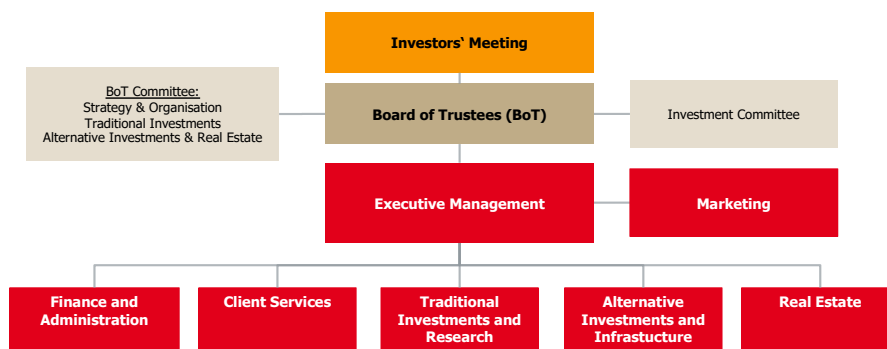 Investors‘ Meeting
BoT Committee:
Strategy & Organisation
Traditional Investments
Alternative Investments & Real Estate
Board of Trustees (BoT)
Investment Committee
Executive Management
Marketing
Finance and
Administration
Client Services
Traditional
Investments and
Research
Alternative
Investments and
Infrastucture
Real Estate